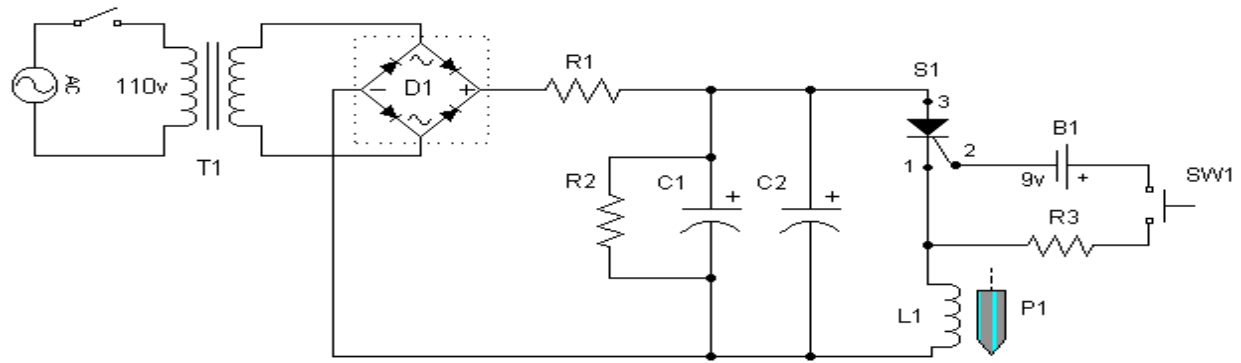 AC
110v
T1
D1
−
+
R1
R2
C1
+
C2
+
S1
3
1
2
B1
9v
+
SW1
R3
L1
P1